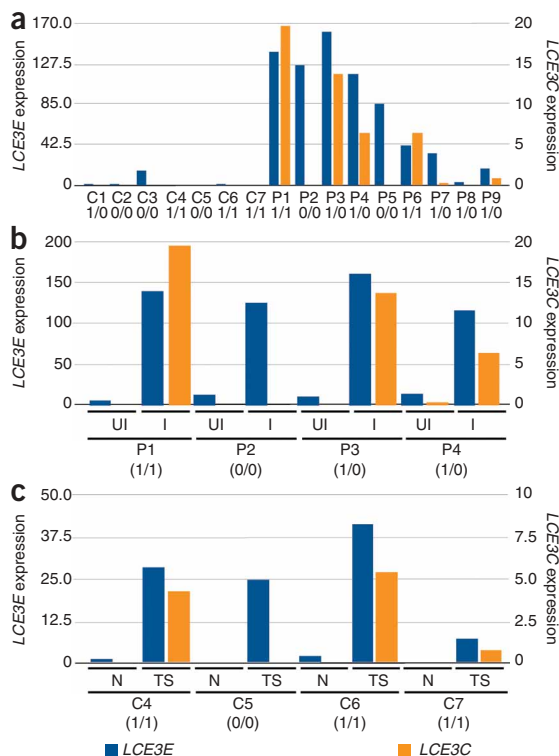 a
LCE3E expression
170.0
127.5
85.0
42.5
0
20
15
10
5
0
LCE3C expression
C1 C2 C3 C4 C5 C6 C7 P1 P2 P3 P4 P5 P6 P7 P8 P9
1/0 0/0 0/0 1/1 0/0 1/1 1/1 1/1 0/0 1/0 1/0 0/0 1/1 1/0 1/0 1/0
b
LCE3E expression
200
150
100
50
0
20
15
10
5
0
LCE3C expression
UI I UI I UI I UI I
P1 P2 P3 P4
(1/1) (0/0) (1/0) (1/0)
c
LCE3E expression
50.0
37.5
25.0
12.5
0
10
7.5
5.0
2.5
0
LCE3C expression
N TS N TS N TS N TS
C4 C5 C6 C7
(1/1) (0/0) (1/1) (1/1)
LCE3E LCE3C